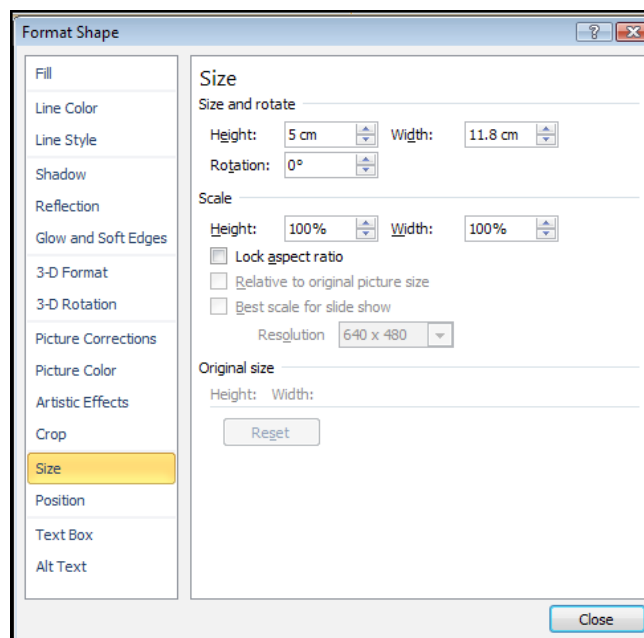 Format Shape
Fill
Line Color
Line Style
Shadow
Reflection
Glow and Soft Edges
3-D Format
3-D Rotation
Picture Corrections
Picture Color
Artistic Effects
Crop
Size
Position
Text Box
Alt Text
Size
Size and rotate
Height: 5 cm Width: 11.8 cm
Rotation: 0°
Scale
Height: 100% Width: 100%
Lock aspect ratio
Relative to original picture size
Best scale for slide show
Resolution 640 x 480
Original size
Height: Width:
Reset
Close